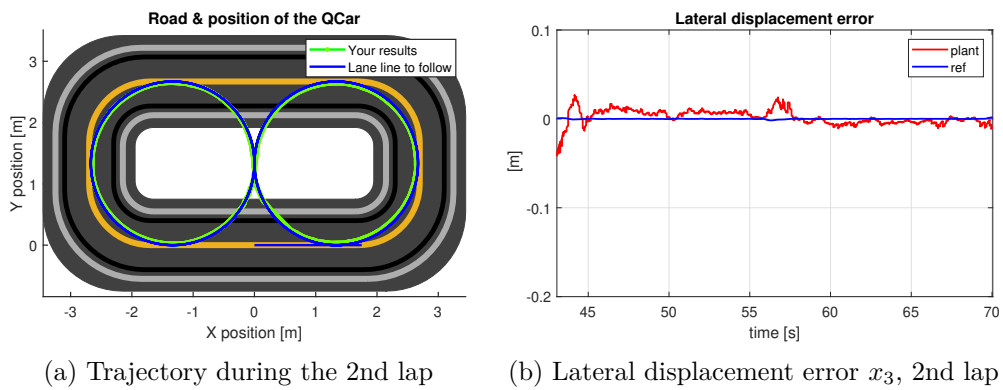 Road & position of the QCar
Your results
Lane line to follow
Y position [m]
3
2
1
0
-3
-2
-1
0
1
2
3
X position [m]
(a) Trajectory during the 2nd lap
Lateral displacement error
plant
ref
[m]
0.1
0
-0.1
-0.2
45
50
55
60
65
70
time [s]
(b) Lateral displacement error x₃, 2nd lap